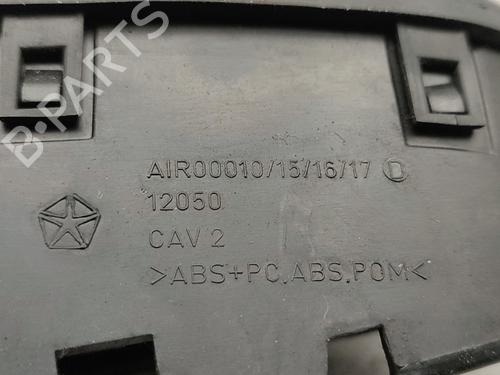 B-PARTS
AIR00010/15/16/17 D
12050
CAV 2
>ABS+PC,ABS,POM<